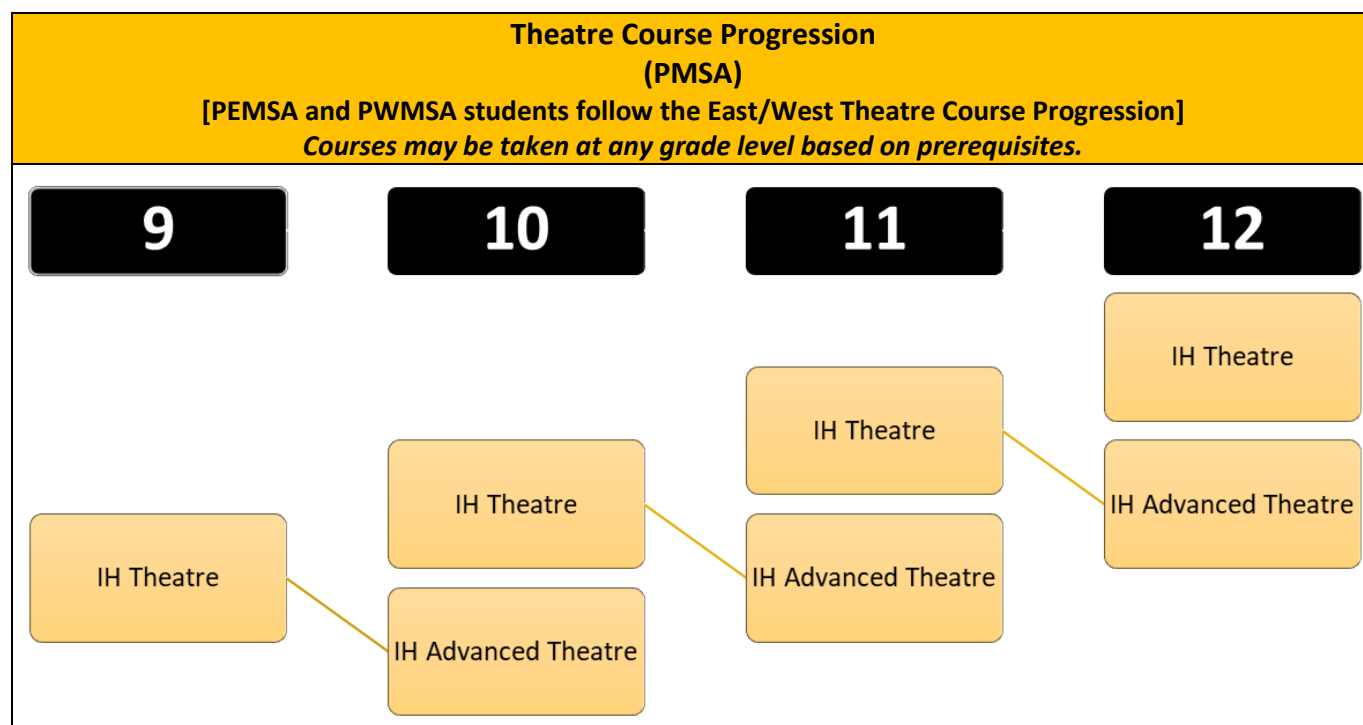 Theatre Course Progression
(PMSA)
[PEMSA and PWMSA students follow the East/West Theatre Course Progression]
Courses may be taken at any grade level based on prerequisites.
9
10
11
12
IH Theatre
IH Theatre
IH Advanced Theatre
IH Theatre
IH Advanced Theatre
IH Theatre
IH Advanced Theatre